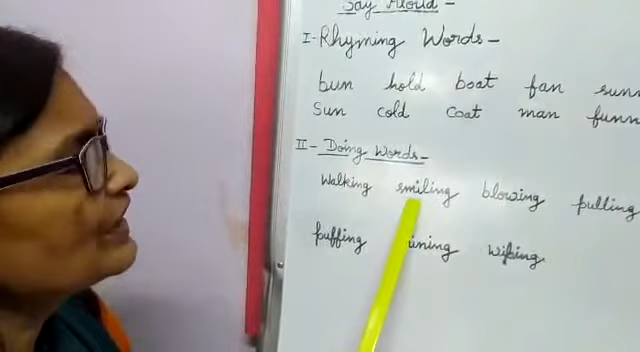 Say Aloud -
I - Rhyming Words -
bun hold boat fan
Sun cold Coat man
II - Doing Words -
Walking smiling blowing pulling
puffing wiping